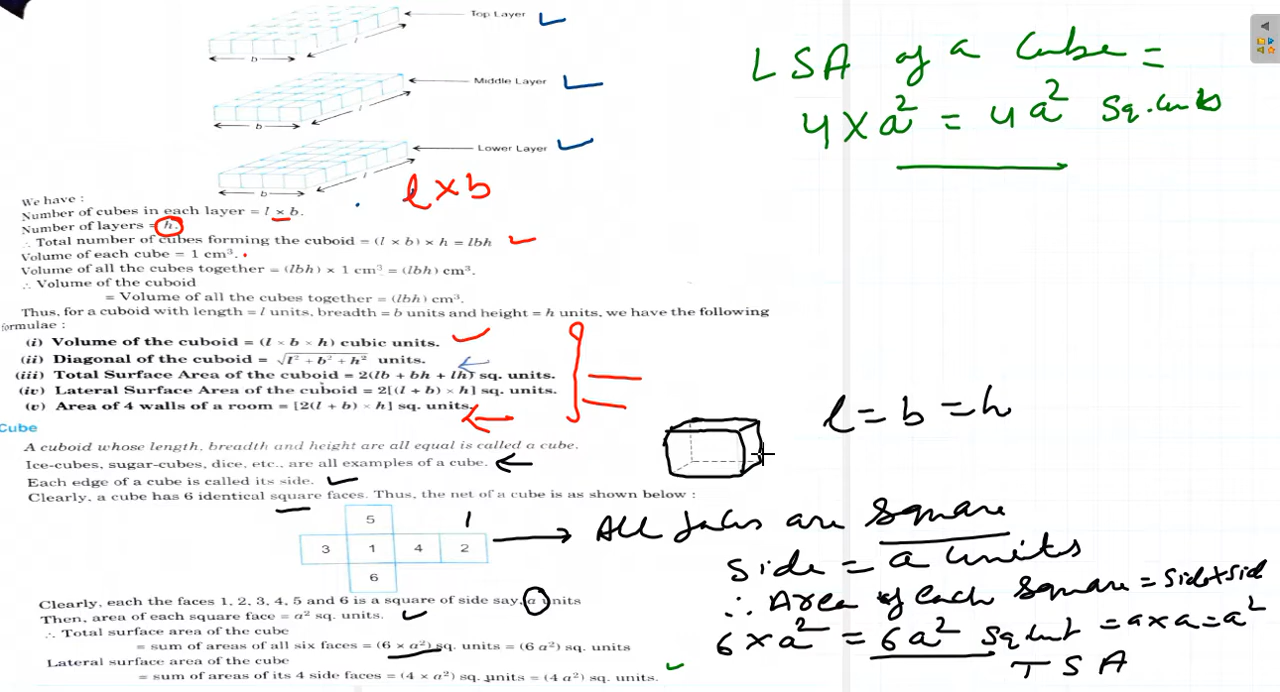 Top Layer
l
b
Middle Layer
l
b
Lower Layer
l
b
l × b
We have :
Number of cubes in each layer = l × b.
Number of layers = h.
∴ Total number of cubes forming the cuboid = (l × b) × h = lbh
Volume of each cube = 1 cm³.
Volume of all the cubes together = (lbh) × 1 cm³ = (lbh) cm³.
∴ Volume of the cuboid
= Volume of all the cubes together = (lbh) cm³.
Thus, for a cuboid with length = l units, breadth = b units and height = h units, we have the following
formulae :
(i) Volume of the cuboid = (l × b × h) cubic units.
(ii) Diagonal of the cuboid = √l² + b² + h² units.
(iii) Total Surface Area of the cuboid = 2(lb + bh + lh) sq. units.
(iv) Lateral Surface Area of the cuboid = 2[(l + b) × h] sq. units.
(v) Area of 4 walls of a room = [2(l + b) × h] sq. units.
Cube
A cuboid whose length, breadth and height are all equal is called a cube.
Ice-cubes, sugar-cubes, dice, etc., are all examples of a cube.
Each edge of a cube is called its side.
Clearly, a cube has 6 identical square faces. Thus, the net of a cube is as shown below :
5
3 1 4 2
6
Clearly, each the faces 1, 2, 3, 4, 5 and 6 is a square of side say, a units
Then, area of each square face = a² sq. units.
∴ Total surface area of the cube
= sum of areas of all six faces = (6 × a²) sq. units = (6 a²) sq. units
Lateral surface area of the cube
= sum of areas of its 4 side faces = (4 × a²) sq. units = (4 a²) sq. units.
LSA of a Cube =
4 × a² = 4a² Sq. units
l = b = h
All faces are square
Side = a units
∴ Area of each square = side × side
= a × a = a²
6 × a² = 6a² sq unit
TSA